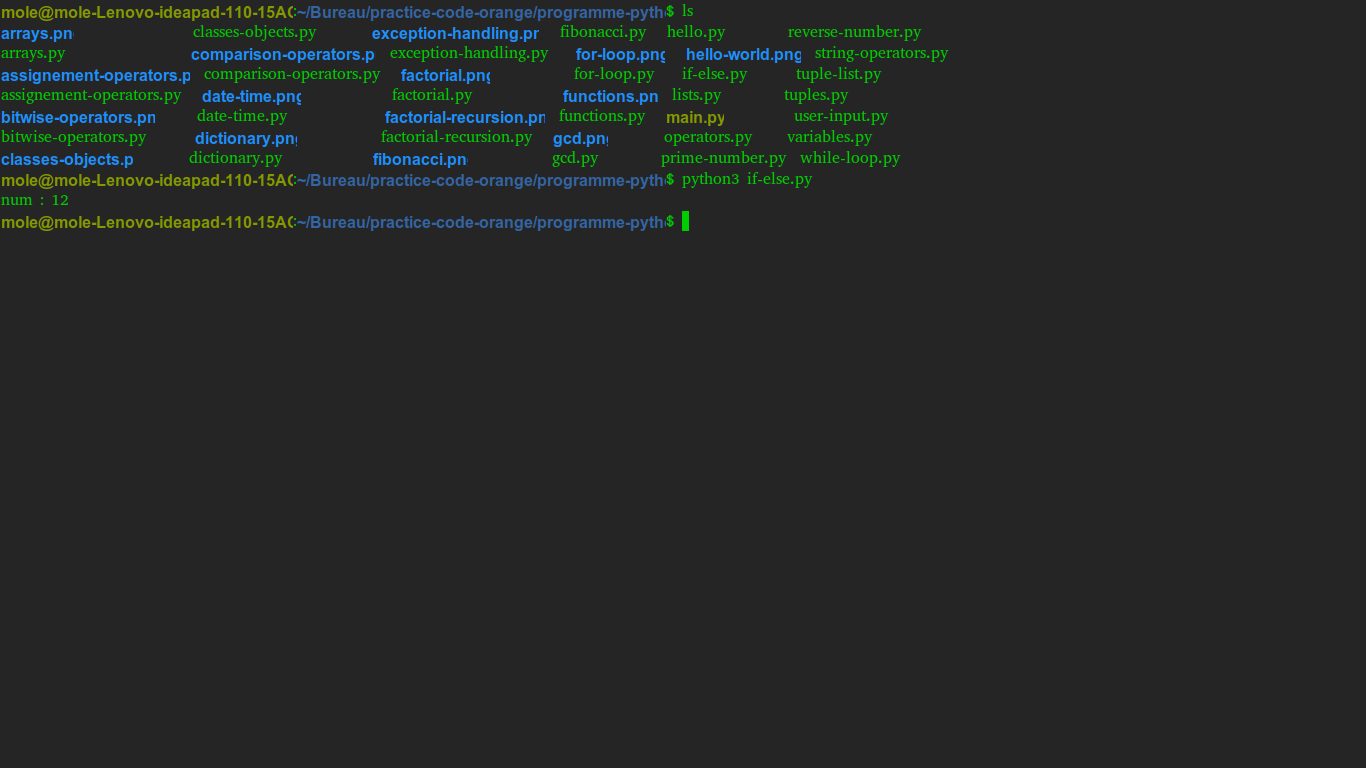 mole@mole-Lenovo-ideapad-110-15AC:~/Bureau/practice-code-orange/programme-pyth$ ls
arrays.pn classes-objects.py exception-handling.pr fibonacci.py hello.py reverse-number.py
arrays.py comparison-operators.p exception-handling.py for-loop.png hello-world.png string-operators.py
assignement-operators.p comparison-operators.py factorial.png for-loop.py if-else.py tuple-list.py
assignement-operators.py date-time.png factorial.py functions.pn lists.py tuples.py
bitwise-operators.pn date-time.py factorial-recursion.pn functions.py main.py user-input.py
bitwise-operators.py dictionary.png factorial-recursion.py gcd.png operators.py variables.py
classes-objects.p dictionary.py fibonacci.pn gcd.py prime-number.py while-loop.py
mole@mole-Lenovo-ideapad-110-15AC:~/Bureau/practice-code-orange/programme-pyth$ python3 if-else.py
num : 12
mole@mole-Lenovo-ideapad-110-15AC:~/Bureau/practice-code-orange/programme-pyth$